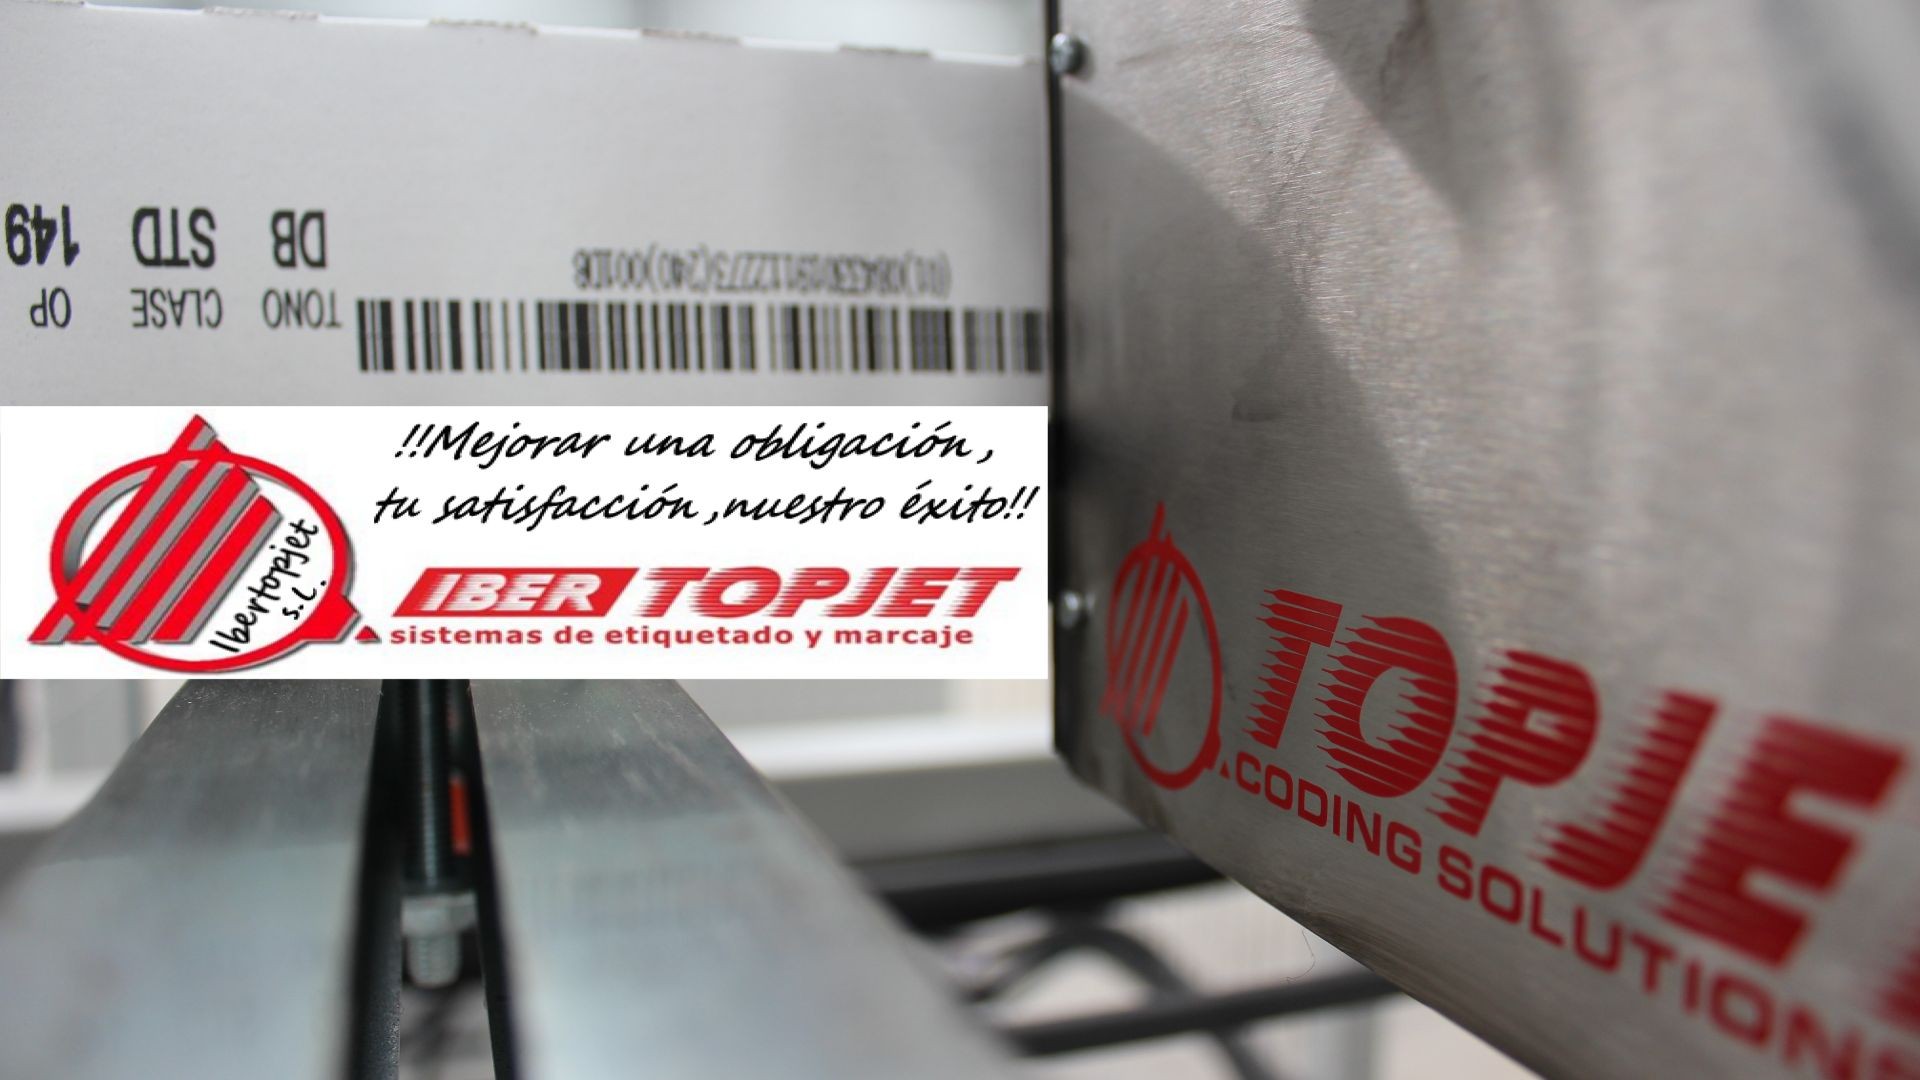 OP CLASE TONO
149 STD DB
!!Mejorar una obligación,
tu satisfacción,nuestro éxito!!
Ibertopjet
s.L.
IBER TOPJET
sistemas de etiquetado y marcaje
TOPJE
CODING SOLUTIONS